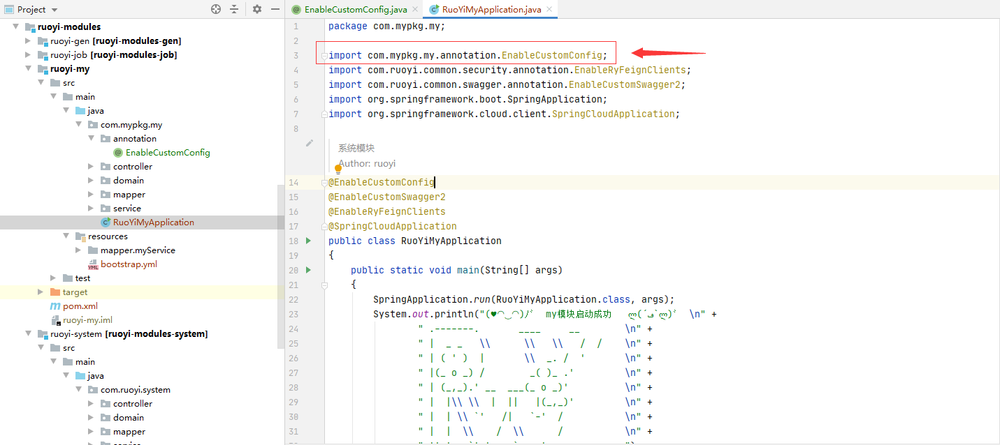 Project
ruoyi-modules
ruoyi-gen [ruoyi-modules-gen]
ruoyi-job [ruoyi-modules-job]
ruoyi-my
src
main
java
com.mypkg.my
annotation
EnableCustomConfig
controller
domain
mapper
service
RuoYiMyApplication
resources
mapper.myService
bootstrap.yml
test
target
pom.xml
ruoyi-my.iml
ruoyi-system [ruoyi-modules-system]
src
main
java
com.ruoyi.system
controller
domain
mapper
EnableCustomConfig.java
RuoYiMyApplication.java
1 package com.mypkg.my;
2
3 import com.mypkg.my.annotation.EnableCustomConfig;
4 import com.ruoyi.common.security.annotation.EnableRyFeignClients;
5 import com.ruoyi.common.swagger.annotation.EnableCustomSwagger2;
6 import org.springframework.boot.SpringApplication;
7 import org.springframework.cloud.client.SpringCloudApplication;
8
系统模块
Author: ruoyi
14 @EnableCustomConfig
15 @EnableCustomSwagger2
16 @EnableRyFeignClients
17 @SpringCloudApplication
18 public class RuoYiMyApplication
19 {
20 public static void main(String[] args)
21 {
22 SpringApplication.run(RuoYiMyApplication.class, args);
23 System.out.println("(♥◠‿◠)ノ゙  my模块启动成功   ლ(´ڡ`ლ)゙  \n" +
24 " .-------.       ____     __        \n" +
25 " |  _ _   \\      \\   \\   /  /    \n" +
26 " | ( ' )  |       \\  _. /  '       \n" +
27 " |(_ o _) /        _( )_ .'         \n" +
28 " | (_,_).' __  ___(_ o _)'          \n" +
29 " |  |\\ \\  |  ||   |(_,_)'         \n" +
30 " |  | \\ `'   /|   `-'  /           \n" +
31 " |  |  \\    /  \\      /           \n" +